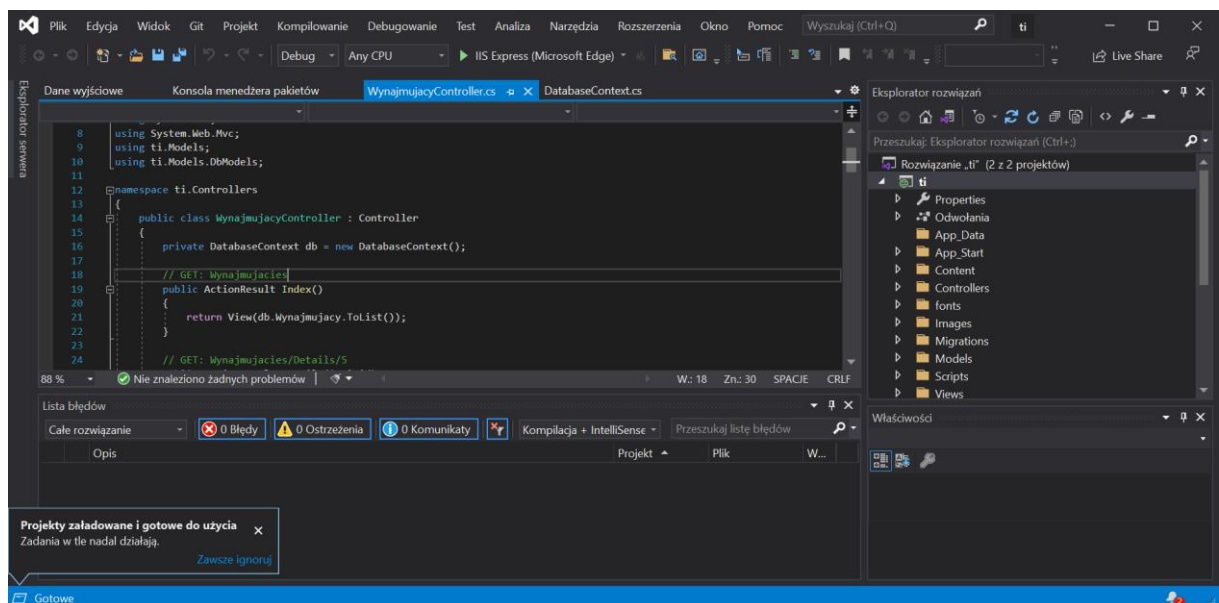 Plik Edycja Widok Git Projekt Kompilowanie Debugowanie Test Analiza Narzędzia Rozszerzenia Okno Pomoc Wyszukaj (Ctrl+Q) ti
Debug Any CPU IIS Express (Microsoft Edge) Live Share
Eksplorator serwera
Dane wyjściowe Konsola menedżera pakietów WynajmujacyController.cs DatabaseContext.cs
8 using System.Web.Mvc;
9 using ti.Models;
10 using ti.Models.DbModels;
11
12 namespace ti.Controllers
13 {
14 public class WynajmujacyController : Controller
15 {
16 private DatabaseContext db = new DatabaseContext();
17
18 // GET: Wynajmujacies
19 public ActionResult Index()
20 {
21 return View(db.Wynajmujacy.ToList());
22 }
23
24 // GET: Wynajmujacies/Details/5
88 % Nie znaleziono żadnych problemów W.: 18 Zn.: 30 SPACJE CRLF
Lista błędów
Całe rozwiązanie 0 Błędy 0 Ostrzeżenia 0 Komunikaty Kompilacja + IntelliSense Przeszukaj listę błędów
Opis Projekt Plik W...
Projekty załadowane i gotowe do użycia
Zadania w tle nadal działają.
Zawsze ignoruj
Eksplorator rozwiązań
Przeszukaj: Eksplorator rozwiązań (Ctrl+;)
Rozwiązanie „ti" (2 z 2 projektów)
ti
Properties
Odwołania
App_Data
App_Start
Content
Controllers
fonts
Images
Migrations
Models
Scripts
Views
Właściwości
Gotowe
2